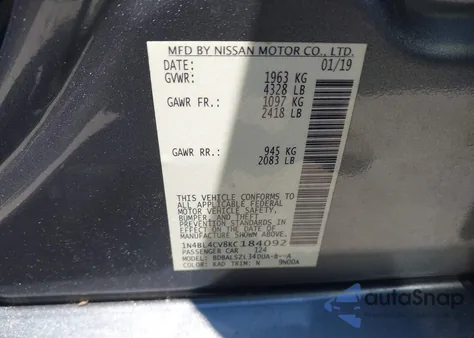 MFD BY NISSAN MOTOR CO., LTD.
DATE: 01/19
GVWR: 1963 KG
4328 LB
GAWR FR.: 1097 KG
2418 LB
GAWR RR.: 945 KG
2083 LB
THIS VEHICLE CONFORMS TO
ALL APPLICABLE FEDERAL
MOTOR VEHICLE SAFETY,
BUMPER, AND THEFT
PREVENTION STANDARDS
IN EFFECT ON THE DATE OF
MANUFACTURE SHOWN ABOVE.
1N4BL4CV8KC184092
PASSENGER CAR 124
MODEL: BDBALSZL34DUA-B--A
COLOR: KAD TRIM: N 9N00A
autoSnap